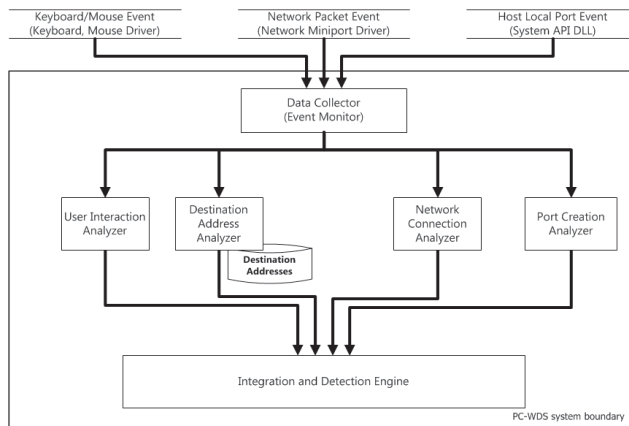 Keyboard/Mouse Event
(Keyboard, Mouse Driver)
Network Packet Event
(Network Miniport Driver)
Host Local Port Event
(System API DLL)
Data Collector
(Event Monitor)
User Interaction
Analyzer
Destination
Address
Analyzer
Destination
Addresses
Network
Connection
Analyzer
Port Creation
Analyzer
Integration and Detection Engine
PC-WDS system boundary